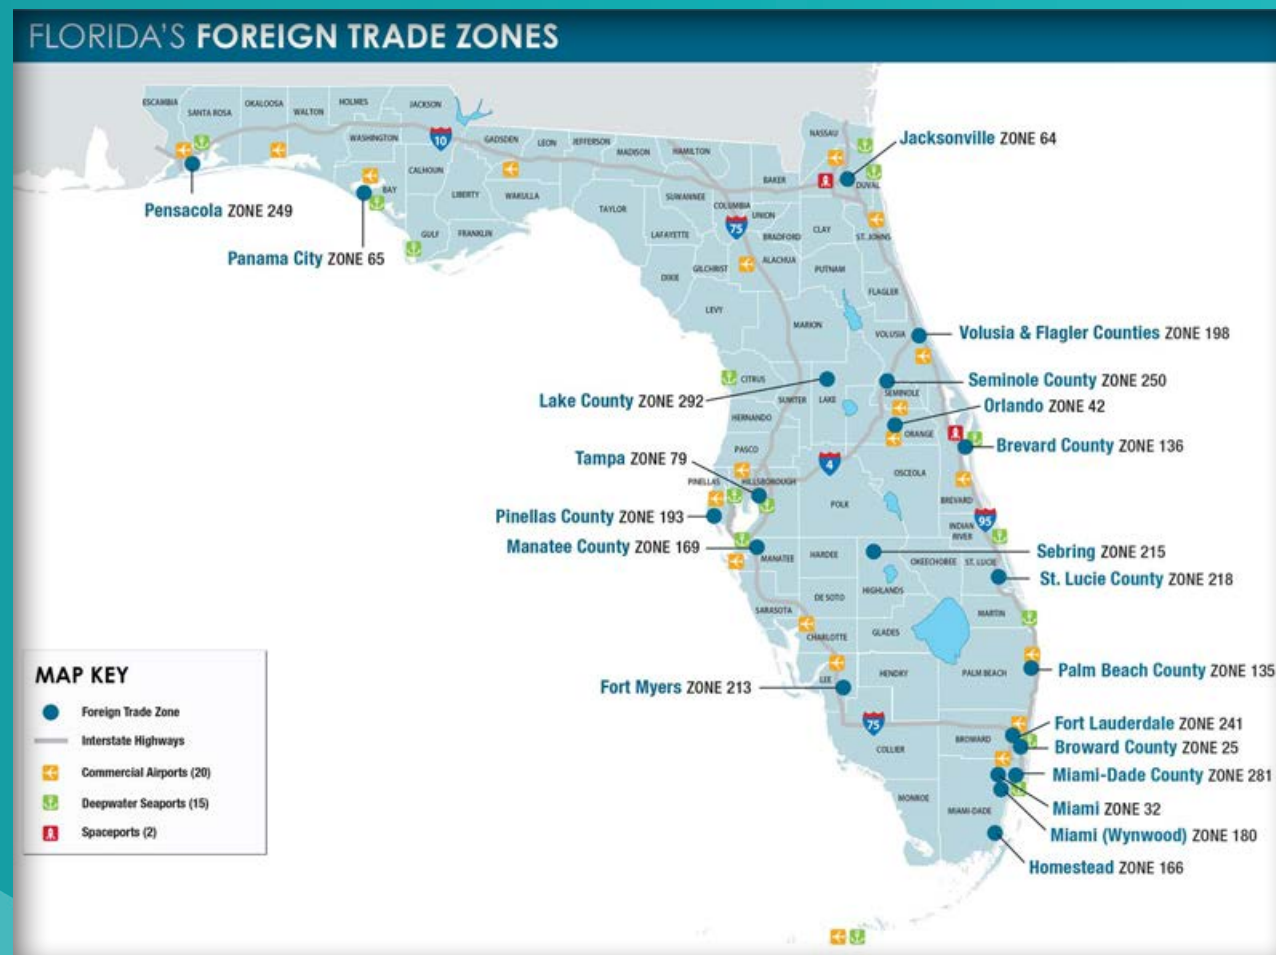 FLORIDA'S FOREIGN TRADE ZONES
ESCAMBIA
SANTA ROSA
OKALOOSA
WALTON
HOLMES
JACKSON
WASHINGTON
10
GADSDEN
LEON
JEFFERSON
MADISON
HAMILTON
NASSAU
Jacksonville ZONE 64
BAY
CALHOUN
LIBERTY
WAKULLA
TAYLOR
SUWANNEE
COLUMBIA
BAKER
DUVAL
Pensacola ZONE 249
Panama City ZONE 65
GULF
FRANKLIN
LAFAYETTE
75
UNION
BRADFORD
CLAY
ST. JOHNS
DIXIE
GILCHRIST
ALACHUA
PUTNAM
FLAGLER
LEVY
MARION
VOLUSIA
Volusia & Flagler Counties ZONE 198
CITRUS
Lake County ZONE 292
SUMTER
LAKE
SEMINOLE
Seminole County ZONE 250
Orlando ZONE 42
HERNANDO
ORANGE
Brevard County ZONE 136
PASCO
Tampa ZONE 79
4
OSCEOLA
PINELLAS
HILLSBOROUGH
POLK
BREVARD
Pinellas County ZONE 193
95
INDIAN
RIVER
Manatee County ZONE 169
MANATEE
HARDEE
Sebring ZONE 215
OKEECHOBEE
ST. LUCIE
St. Lucie County ZONE 218
HIGHLANDS
DE SOTO
SARASOTA
MARTIN
CHARLOTTE
GLADES
Fort Myers ZONE 213
LEE
HENDRY
PALM BEACH
Palm Beach County ZONE 135
75
COLLIER
BROWARD
Fort Lauderdale ZONE 241
Broward County ZONE 25
Miami-Dade County ZONE 281
MONROE
MIAMI-DADE
Miami ZONE 32
Miami (Wynwood) ZONE 180
Homestead ZONE 166
MAP KEY
Foreign Trade Zone
Interstate Highways
Commercial Airports (20)
Deepwater Seaports (15)
Spaceports (2)